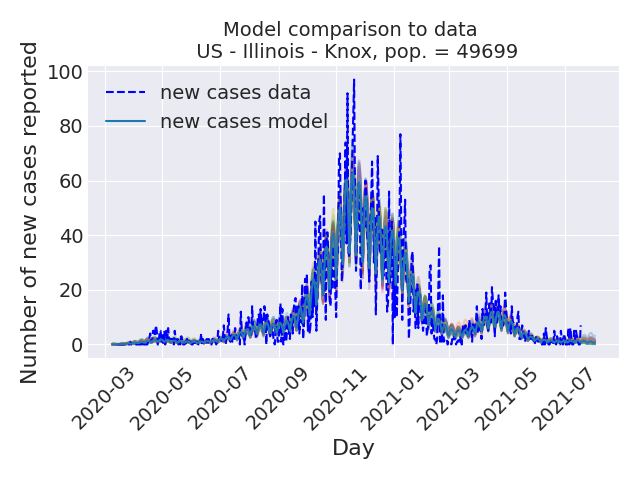 Model comparison to data
US - Illinois - Knox, pop. = 49699
Number of new cases reported
100
80
60
40
20
0
new cases data
new cases model
2020-03
2020-05
2020-07
2020-09
2020-11
2021-01
2021-03
2021-05
2021-07
Day